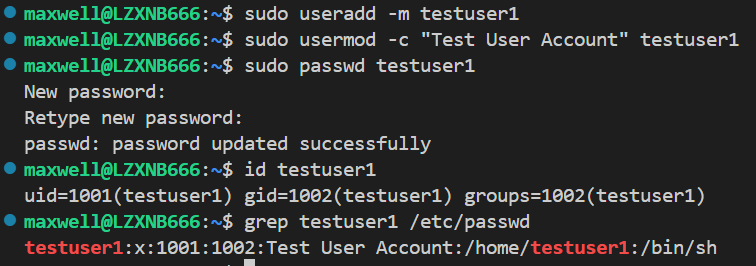 maxwell@LZXNB666:~$ sudo useradd -m testuser1
maxwell@LZXNB666:~$ sudo usermod -c "Test User Account" testuser1
maxwell@LZXNB666:~$ sudo passwd testuser1
New password:
Retype new password:
passwd: password updated successfully
maxwell@LZXNB666:~$ id testuser1
uid=1001(testuser1) gid=1002(testuser1) groups=1002(testuser1)
maxwell@LZXNB666:~$ grep testuser1 /etc/passwd
testuser1:x:1001:1002:Test User Account:/home/testuser1:/bin/sh